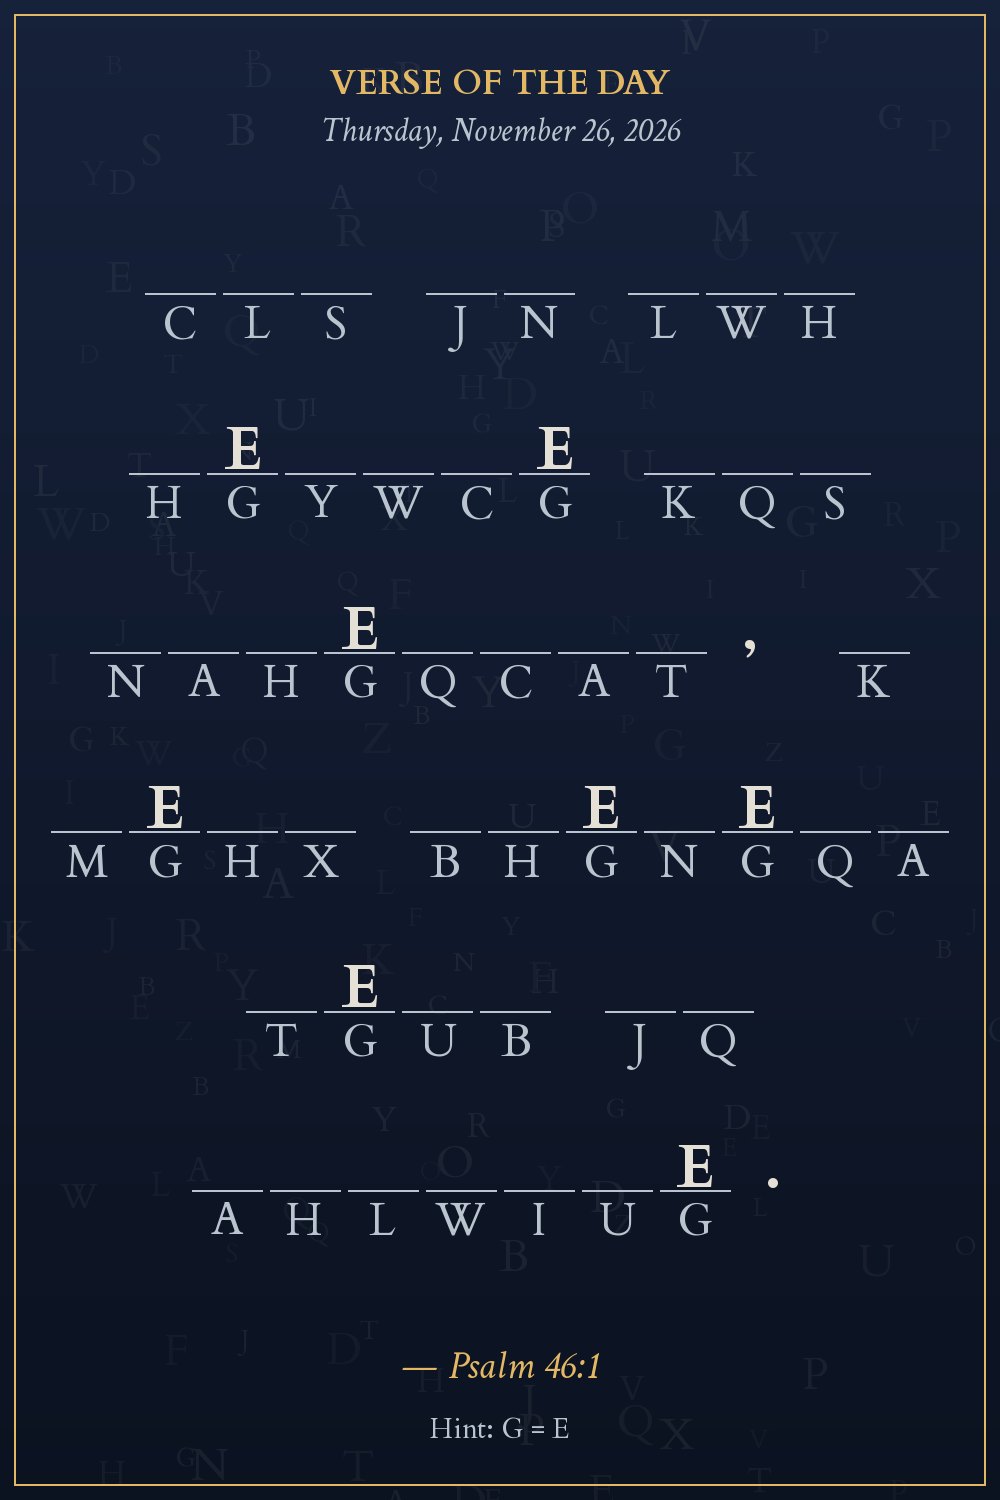 VERSE OF THE DAY
Thursday, November 26, 2026
C L S J N L W H
E E
H G Y W C G K Q S
E ,
N A H G Q C A T K
E E E
M G H X B H G N G Q A
E
T G U B J Q
E .
A H L W I U G
— Psalm 46:1
Hint: G = E